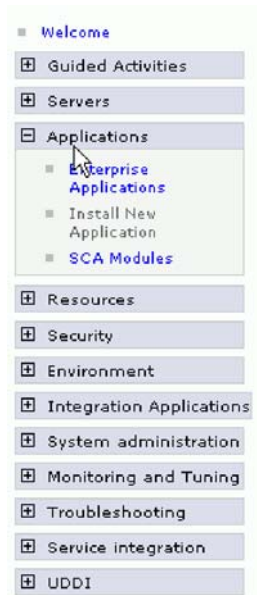 Welcome
Guided Activities
Servers
Applications
Enterprise
Applications
Install New
Application
SCA Modules
Resources
Security
Environment
Integration Applications
System administration
Monitoring and Tuning
Troubleshooting
Service integration
UDDI